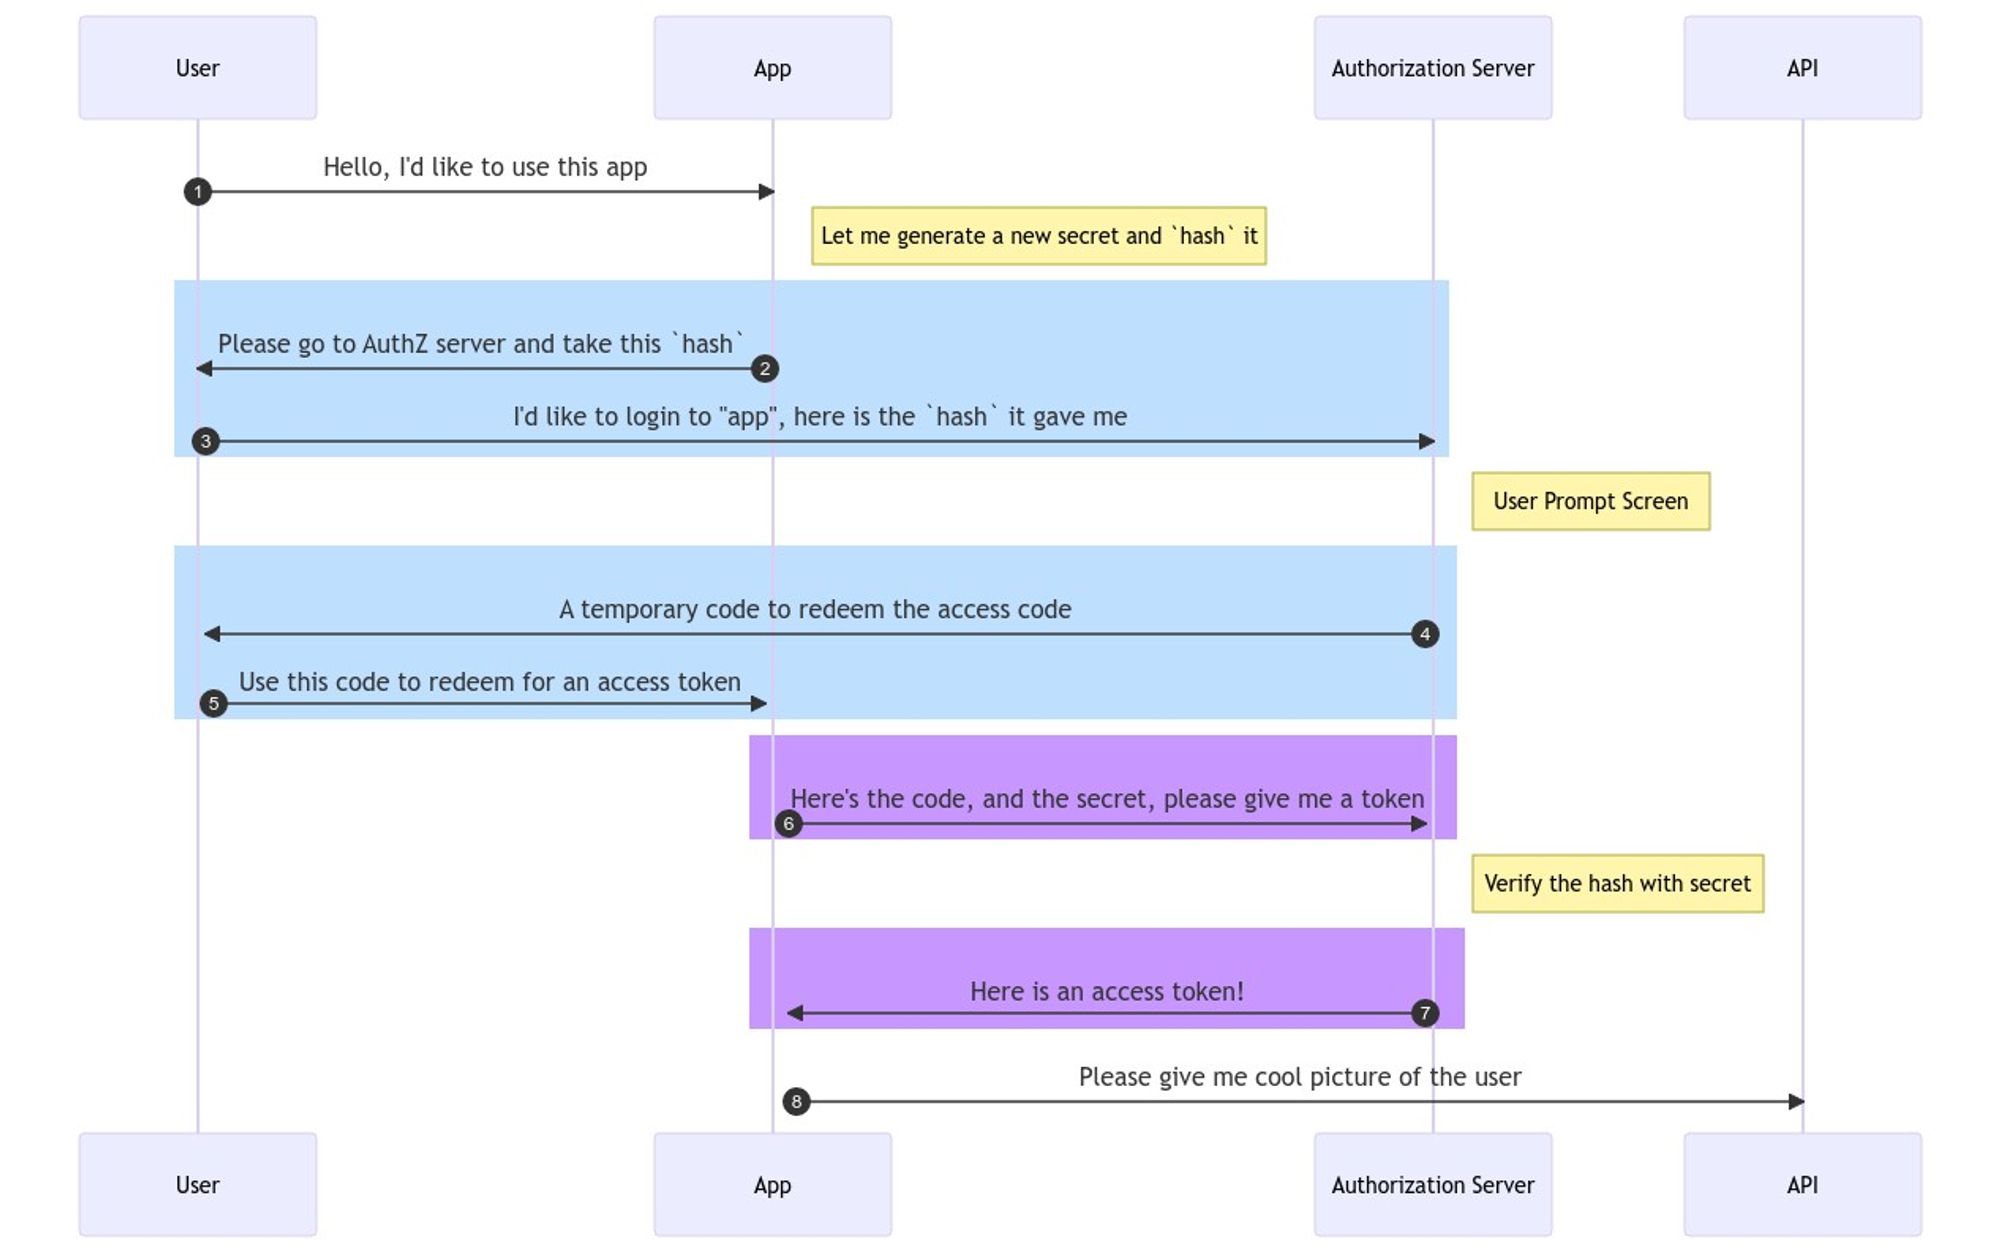 User
App
Authorization Server
API
Hello, I'd like to use this app
1
Let me generate a new secret and `hash` it
Please go to AuthZ server and take this `hash`
2
I'd like to login to "app", here is the `hash` it gave me
3
User Prompt Screen
A temporary code to redeem the access code
4
Use this code to redeem for an access token
5
Here's the code, and the secret, please give me a token
6
Verify the hash with secret
Here is an access token!
7
Please give me cool picture of the user
8
User
App
Authorization Server
API